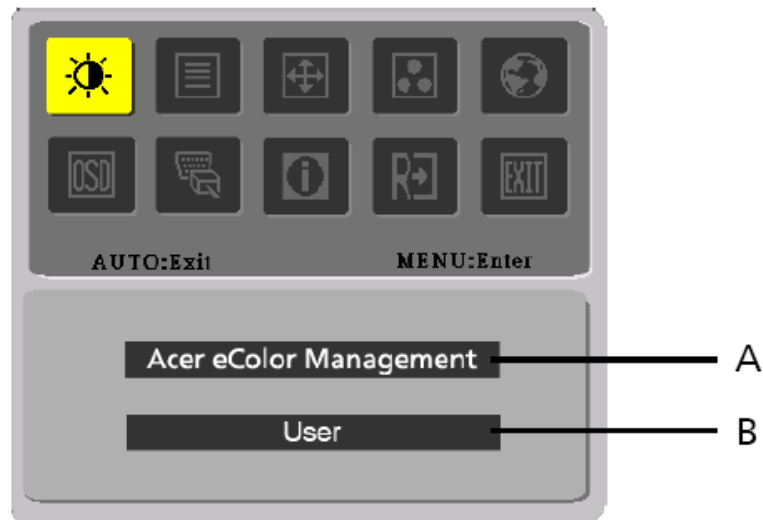 OSD
i
R
EXIT
AUTO:Exit MENU:Enter
Acer eColor Management A
User B